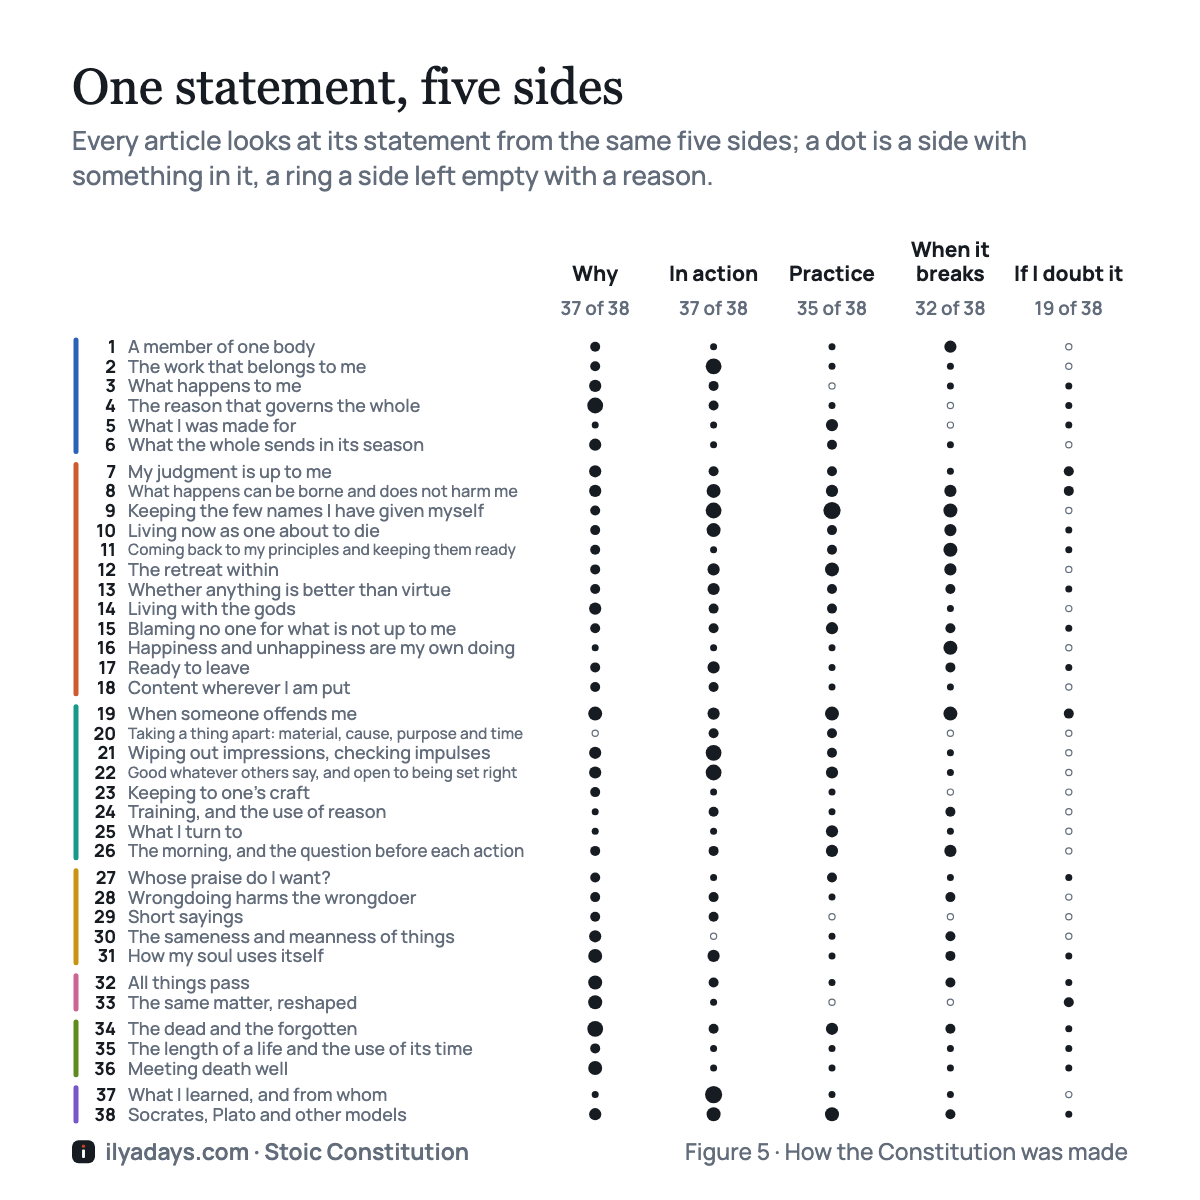 One statement, five sides
Every article looks at its statement from the same five sides; a dot is a side with
something in it, a ring a side left empty with a reason.
Why In action Practice When it breaks If I doubt it
37 of 38 37 of 38 35 of 38 32 of 38 19 of 38
1 A member of one body
2 The work that belongs to me
3 What happens to me
4 The reason that governs the whole
5 What I was made for
6 What the whole sends in its season
7 My judgment is up to me
8 What happens can be borne and does not harm me
9 Keeping the few names I have given myself
10 Living now as one about to die
11 Coming back to my principles and keeping them ready
12 The retreat within
13 Whether anything is better than virtue
14 Living with the gods
15 Blaming no one for what is not up to me
16 Happiness and unhappiness are my own doing
17 Ready to leave
18 Content wherever I am put
19 When someone offends me
20 Taking a thing apart: material, cause, purpose and time
21 Wiping out impressions, checking impulses
22 Good whatever others say, and open to being set right
23 Keeping to one's craft
24 Training, and the use of reason
25 What I turn to
26 The morning, and the question before each action
27 Whose praise do I want?
28 Wrongdoing harms the wrongdoer
29 Short sayings
30 The sameness and meanness of things
31 How my soul uses itself
32 All things pass
33 The same matter, reshaped
34 The dead and the forgotten
35 The length of a life and the use of its time
36 Meeting death well
37 What I learned, and from whom
38 Socrates, Plato and other models
ilyadays.com · Stoic Constitution
Figure 5 · How the Constitution was made